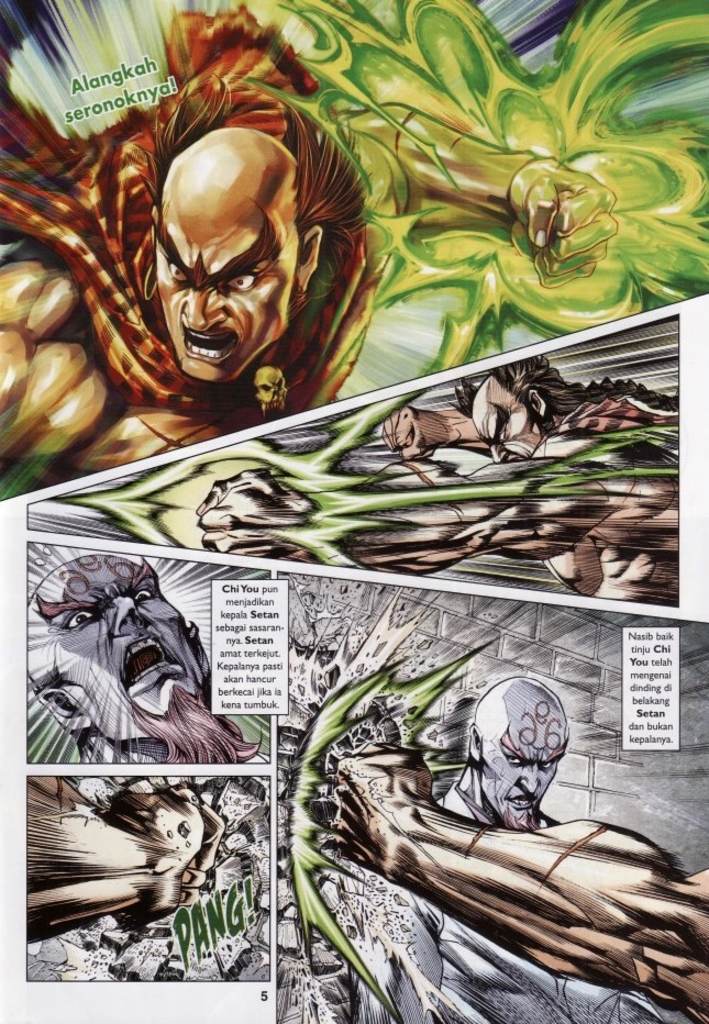 Alangkah
seronoknya!
Chi You pun
menjadikan
kepala Setan
sebagai sasaran-
nya. Setan
amat terkejut.
Kepalanya pasti
akan hancur
berkecai jika ia
kena tumbuk.
Nasib baik
tinju Chi
You telah
mengenai
dinding di
belakang
Setan
dan bukan
kepalanya.
PANG!
5